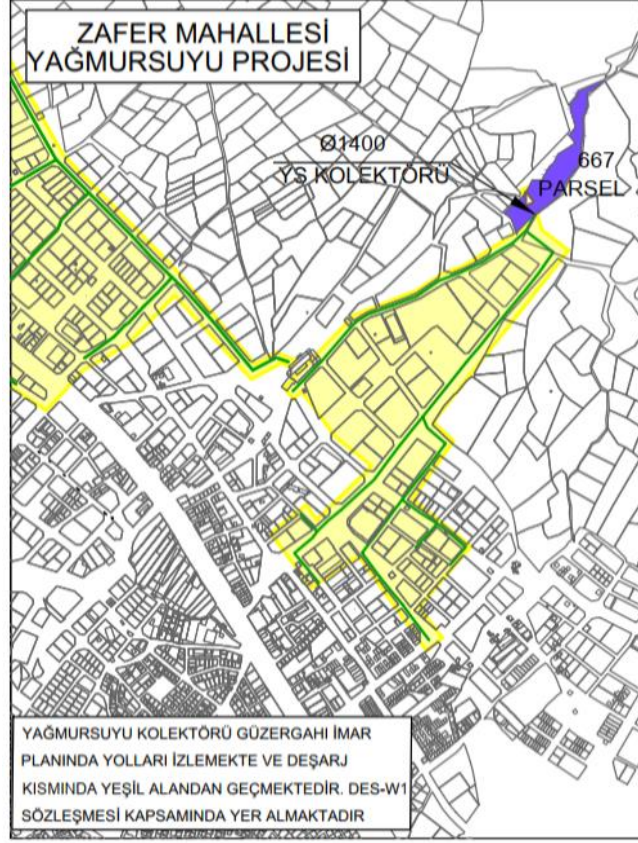 ZAFER MAHALLESİ
YAĞMURSUYU PROJESİ
Ø1400
YS KOLEKTÖRÜ
667
PARSEL
YAĞMURSUYU KOLEKTÖRÜ GÜZERGAHI İMAR
PLANINDA YOLLARI İZLEMEKTE VE DEŞARJ
KISMINDA YEŞİL ALANDAN GEÇMEKTEDİR. DES-W1
SÖZLEŞMESİ KAPSAMINDA YER ALMAKTADIR